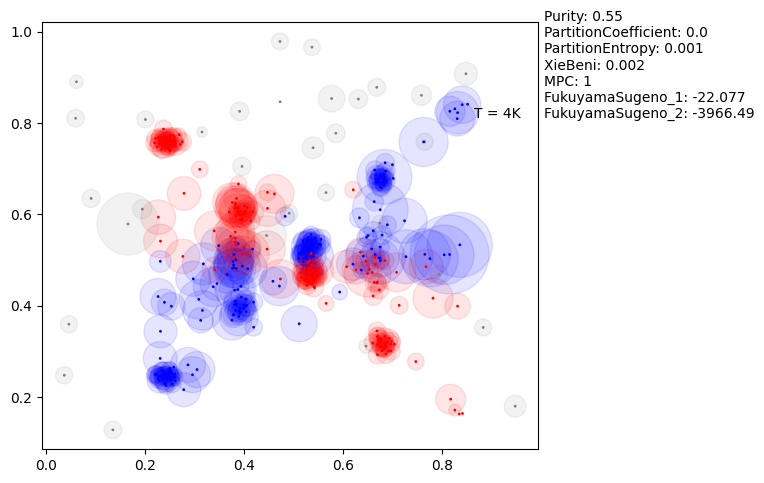 Purity: 0.55
PartitionCoefficient: 0.0
PartitionEntropy: 0.001
XieBeni: 0.002
MPC: 1
FukuyamaSugeno_1: -22.077
FukuyamaSugeno_2: -3966.49
T = 4K
1.0
0.8
0.6
0.4
0.2
0.0
0.2
0.4
0.6
0.8